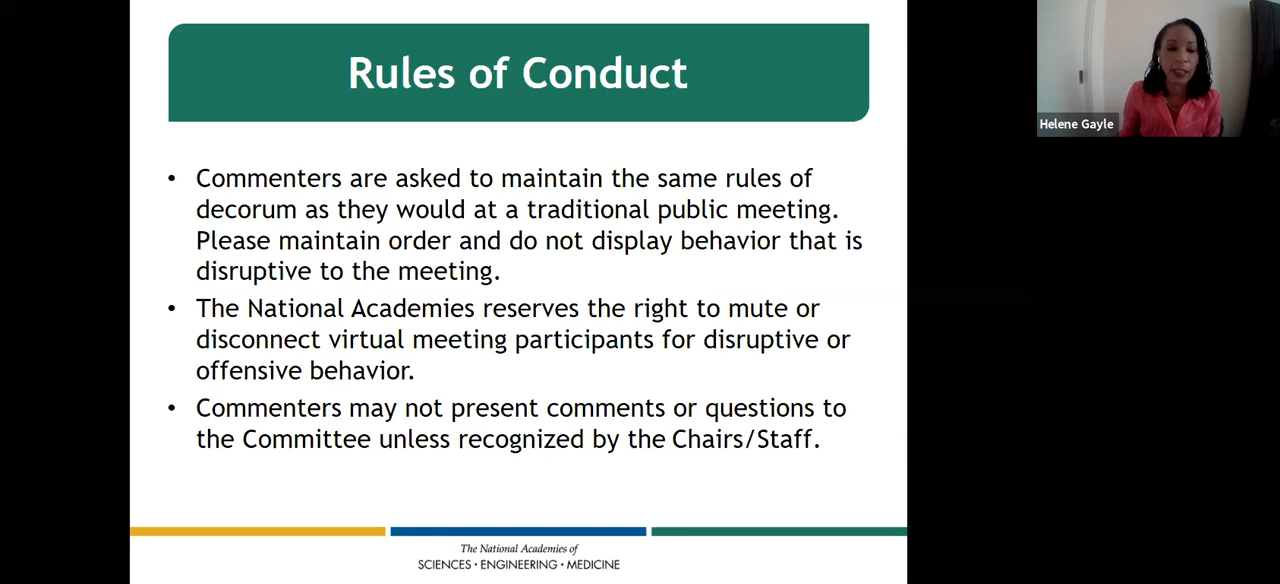 Rules of Conduct
• Commenters are asked to maintain the same rules of
decorum as they would at a traditional public meeting.
Please maintain order and do not display behavior that is
disruptive to the meeting.
• The National Academies reserves the right to mute or
disconnect virtual meeting participants for disruptive or
offensive behavior.
• Commenters may not present comments or questions to
the Committee unless recognized by the Chairs/Staff.
The National Academies of
SCIENCES • ENGINEERING • MEDICINE
Helene Gayle